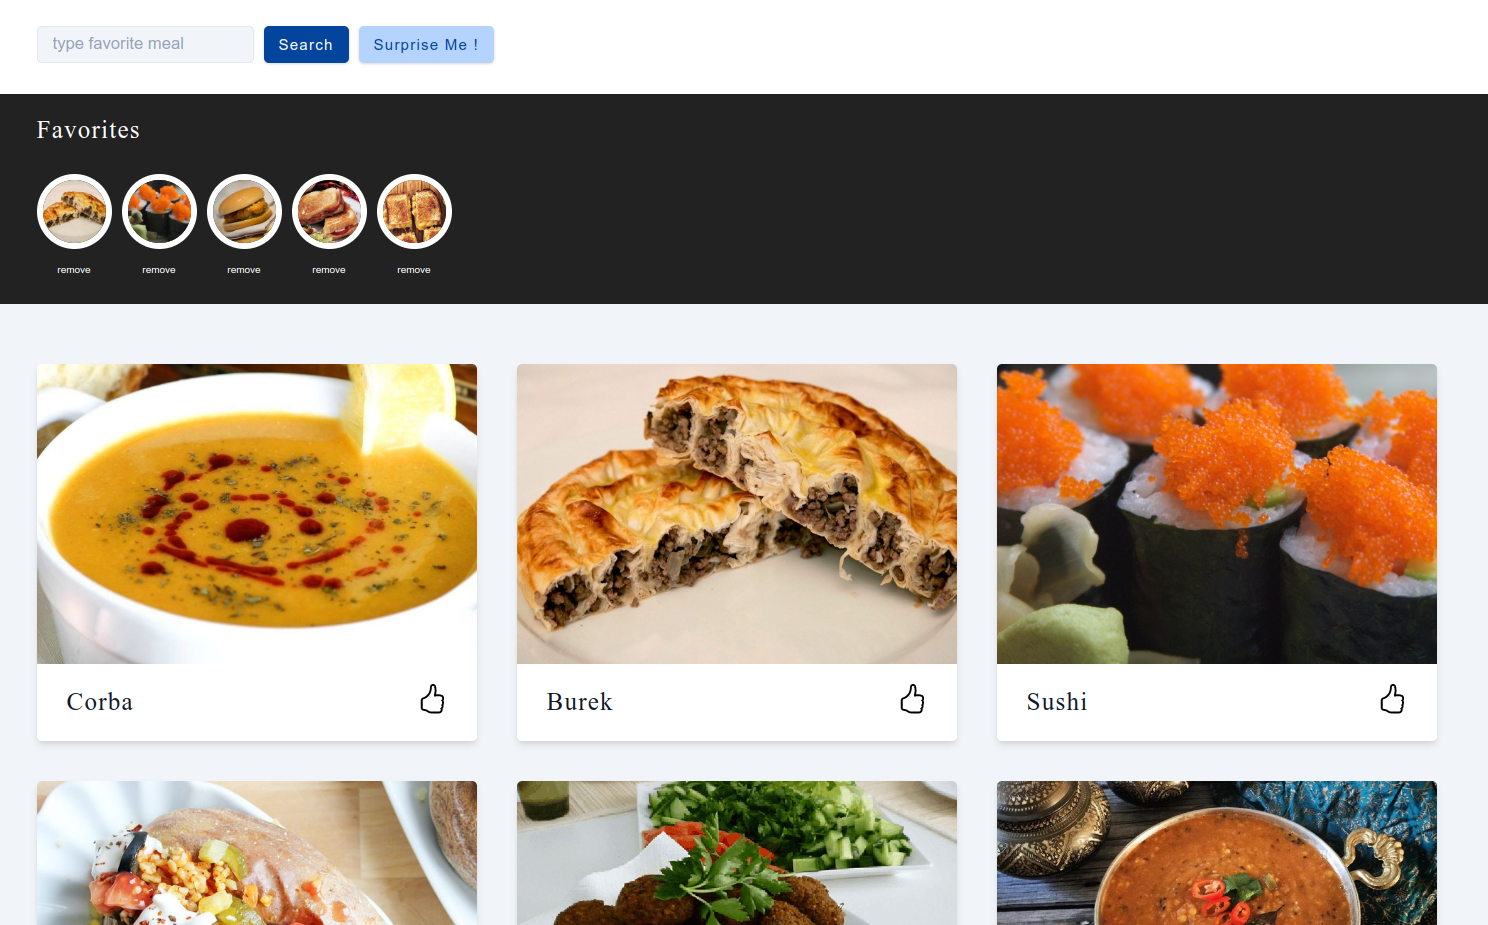 type favorite meal
Search
Surprise Me !
Favorites
remove
remove
remove
remove
remove
Corba
Burek
Sushi